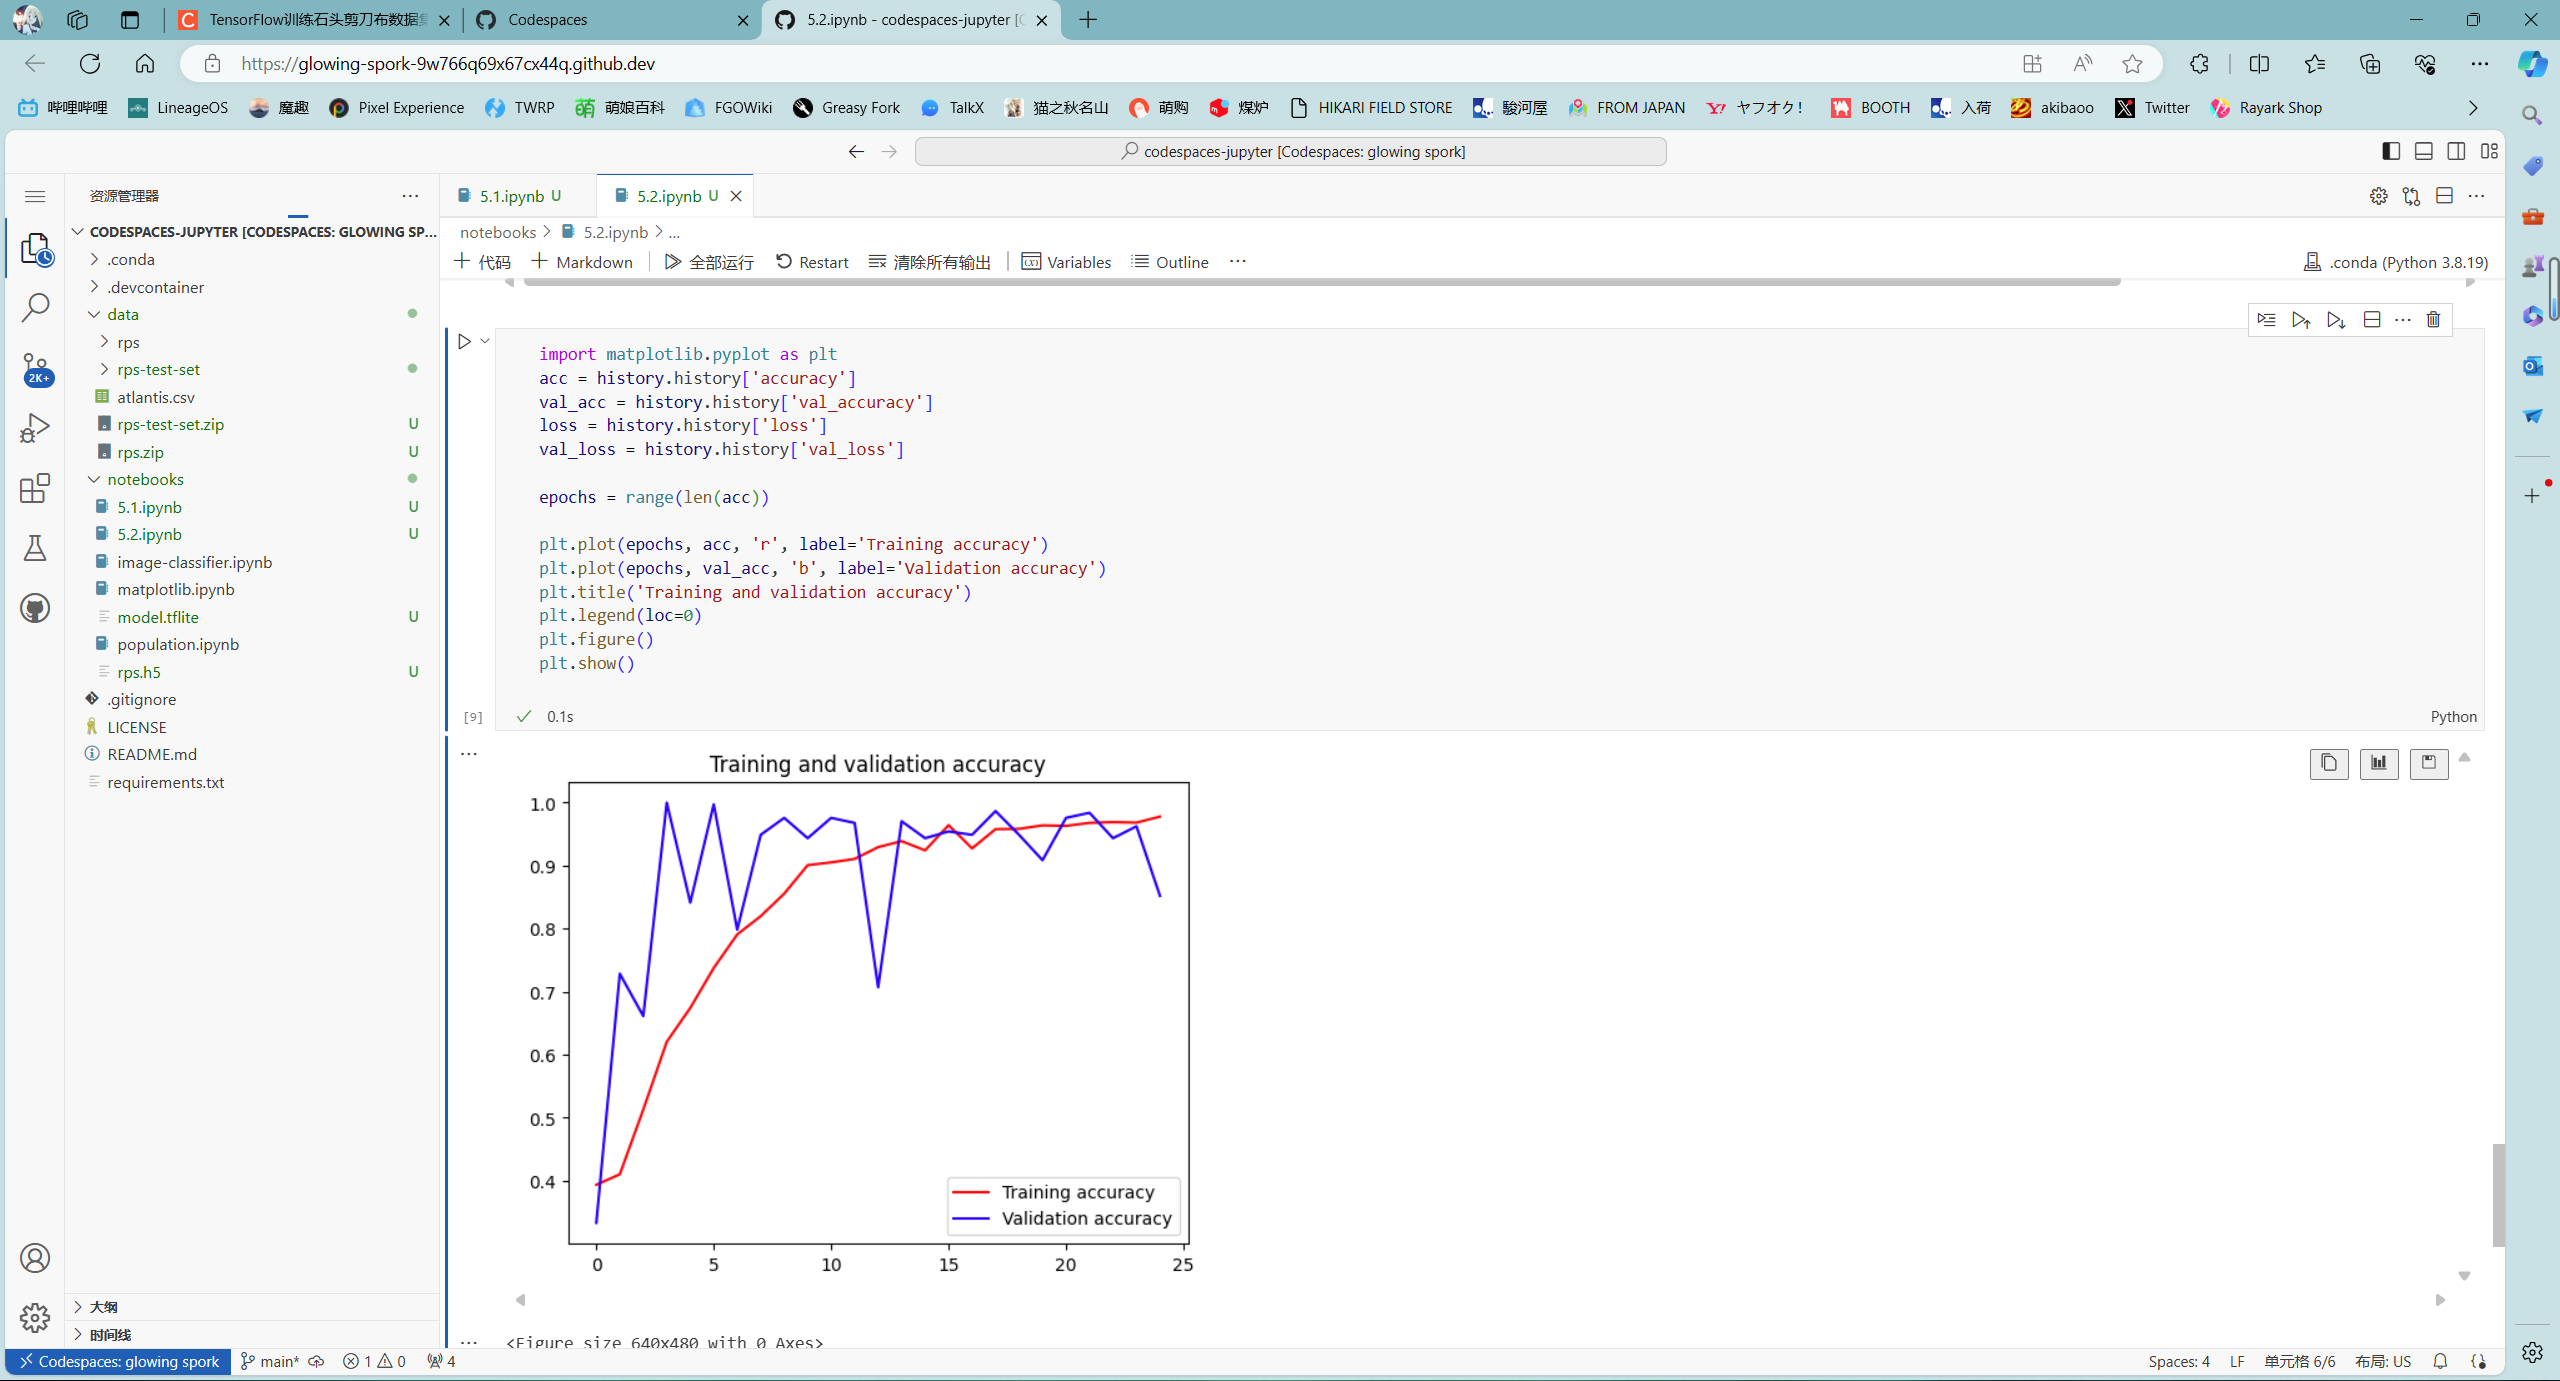 TensorFlow训练石头剪刀布数据集
Codespaces
5.2.ipynb - codespaces-jupyter [C
https://glowing-spork-9w766q69x67cx44q.github.dev
哔哩哔哩 LineageOS 魔趣 Pixel Experience TWRP 萌娘百科 FGOWiki Greasy Fork TalkX 猫之秋名山 萌购 煤炉 HIKARI FIELD STORE 駿河屋 FROM JAPAN ヤフオク! BOOTH 入荷 akibaoo Twitter Rayark Shop
codespaces-jupyter [Codespaces: glowing spork]
资源管理器
CODESPACES-JUPYTER [CODESPACES: GLOWING SP...
.conda
.devcontainer
data
rps
rps-test-set
atlantis.csv
rps-test-set.zip U
rps.zip U
notebooks
5.1.ipynb U
5.2.ipynb U
image-classifier.ipynb
matplotlib.ipynb
model.tflite U
population.ipynb
rps.h5 U
.gitignore
LICENSE
README.md
requirements.txt
大纲
时间线
2K+
5.1.ipynb U
5.2.ipynb U
notebooks > 5.2.ipynb > ...
代码 Markdown 全部运行 Restart 清除所有输出 Variables Outline ...
.conda (Python 3.8.19)
import matplotlib.pyplot as plt
acc = history.history['accuracy']
val_acc = history.history['val_accuracy']
loss = history.history['loss']
val_loss = history.history['val_loss']
epochs = range(len(acc))
plt.plot(epochs, acc, 'r', label='Training accuracy')
plt.plot(epochs, val_acc, 'b', label='Validation accuracy')
plt.title('Training and validation accuracy')
plt.legend(loc=0)
plt.figure()
plt.show()
[9] 0.1s
Python
Training and validation accuracy
1.0
0.9
0.8
0.7
0.6
0.5
0.4
Training accuracy
Validation accuracy
0 5 10 15 20 25
<Figure size 640x480 with 0 Axes>
Codespaces: glowing spork main* 1 0 4
Spaces: 4 LF 单元格 6/6 布局: US